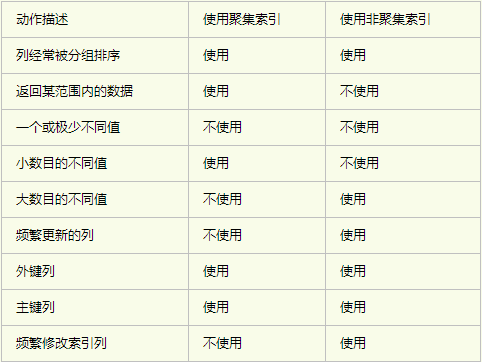 动作描述 使用聚集索引 使用非聚集索引
列经常被分组排序 使用 使用
返回某范围内的数据 使用 不使用
一个或极少不同值 不使用 不使用
小数目的不同值 使用 不使用
大数目的不同值 不使用 使用
频繁更新的列 不使用 使用
外键列 使用 使用
主键列 使用 使用
频繁修改索引列 不使用 使用